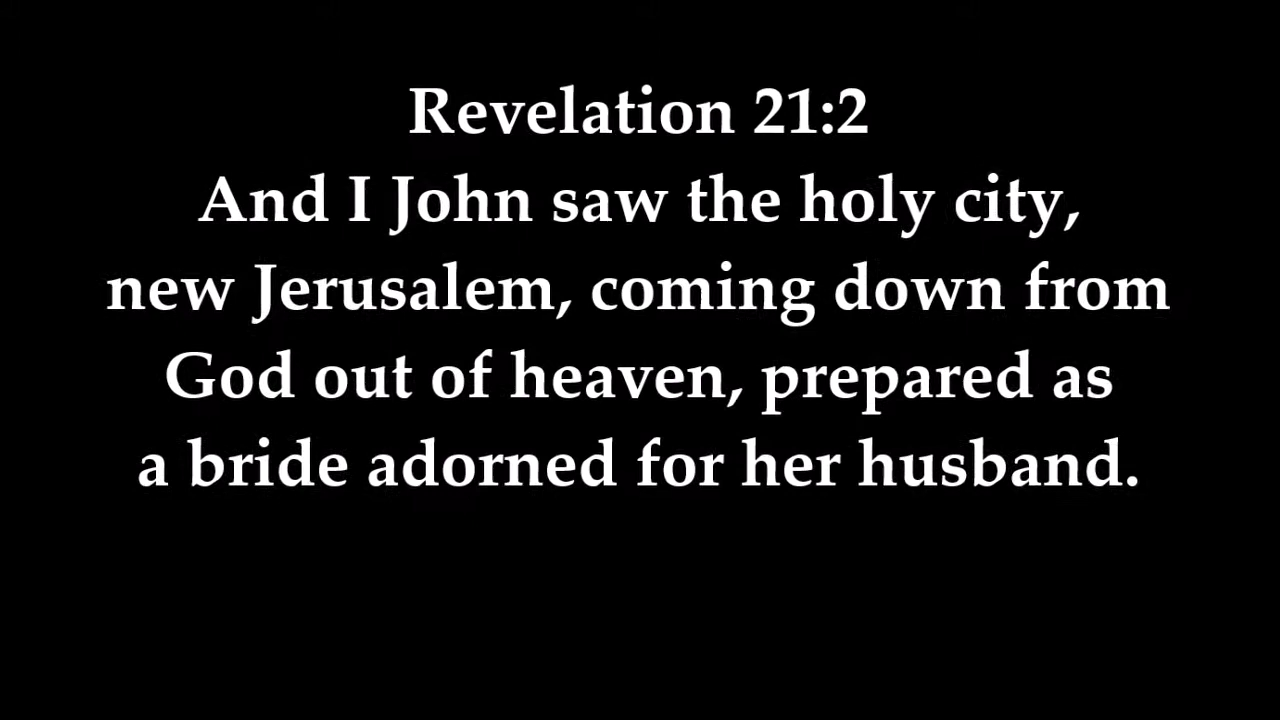 Revelation 21:2
And I John saw the holy city,
new Jerusalem, coming down from
God out of heaven, prepared as
a bride adorned for her husband.